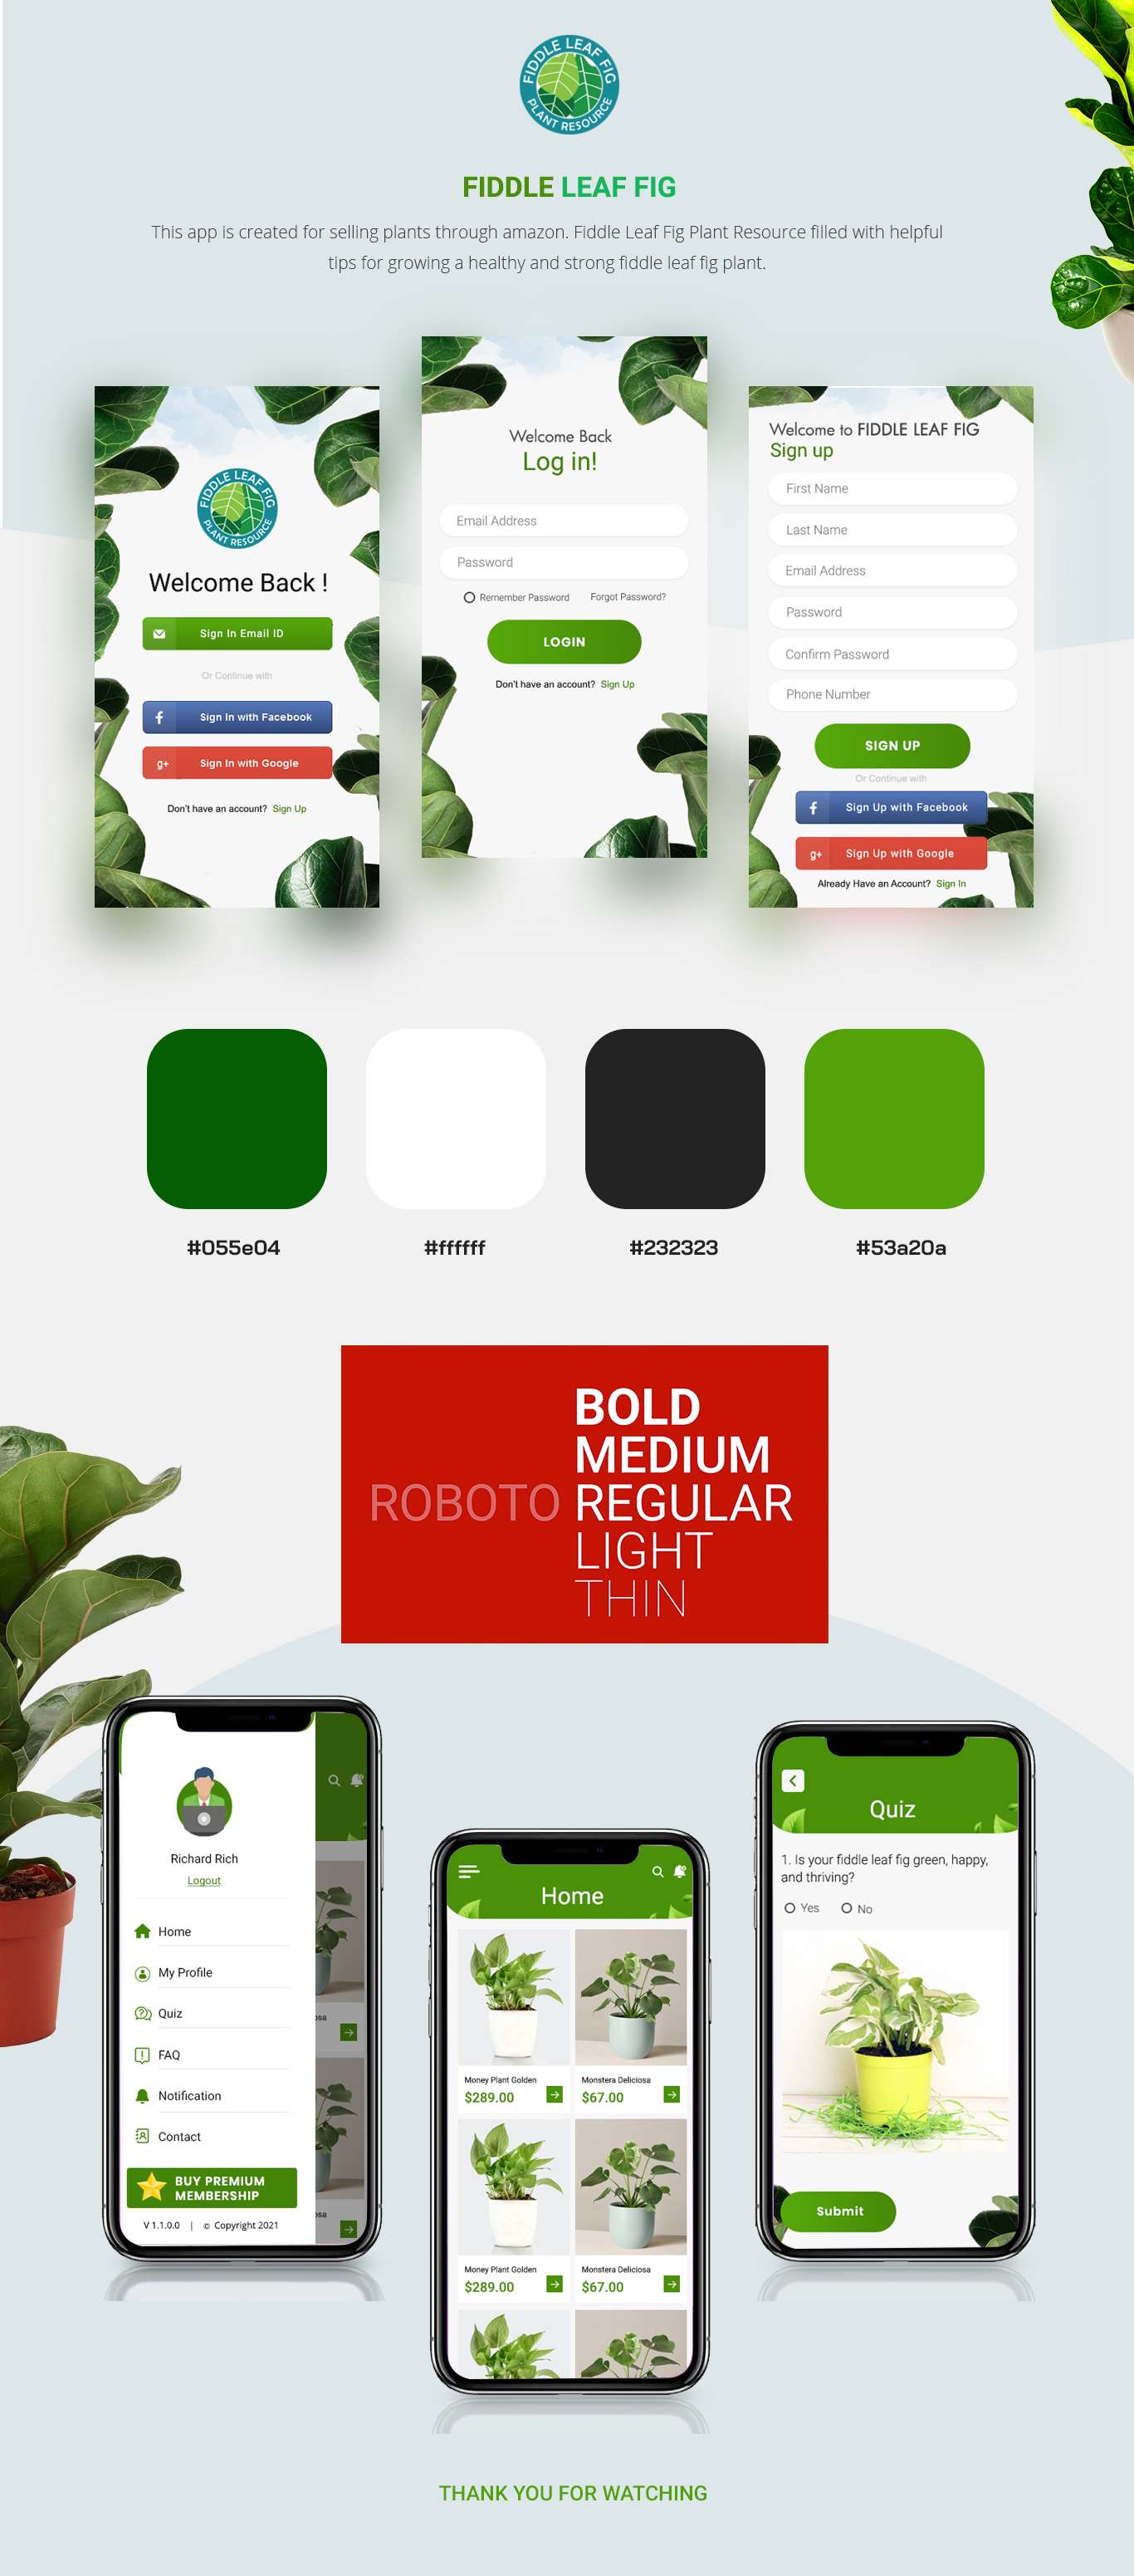 FIDDLE LEAF FIG
PLANT RESOURCE
FIDDLE LEAF FIG
This app is created for selling plants through amazon. Fiddle Leaf Fig Plant Resource filled with helpful
tips for growing a healthy and strong fiddle leaf fig plant.
FIDDLE LEAF FIG
PLANT RESOURCE
Welcome Back !
Sign In Email ID
Or Continue with
f
Sign In with Facebook
g+
Sign In with Google
Don't have an account? Sign Up
Welcome Back
Log in!
Email Address
Password
Remember Password
Forgot Password?
LOGIN
Don't have an account? Sign Up
Welcome to FIDDLE LEAF FIG
Sign up
First Name
Last Name
Email Address
Password
Confirm Password
Phone Number
SIGN UP
Or Continue with
f
Sign Up with Facebook
g+
Sign Up with Google
Already Have an Account? Sign In
#055e04
#ffffff
#232323
#53a20a
BOLD
MEDIUM
ROBOTO REGULAR
LIGHT
THIN
Richard Rich
Logout
Home
My Profile
Quiz
FAQ
Notification
Contact
BUY PREMIUM
MEMBERSHIP
V 1.1.0.0 | © Copyright 2021
osa
osa
Home
Money Plant Golden
$289.00
Monstera Deliciosa
$67.00
Money Plant Golden
$289.00
Monstera Deliciosa
$67.00
Quiz
1. Is your fiddle leaf fig green, happy,
and thriving?
Yes
No
Submit
THANK YOU FOR WATCHING